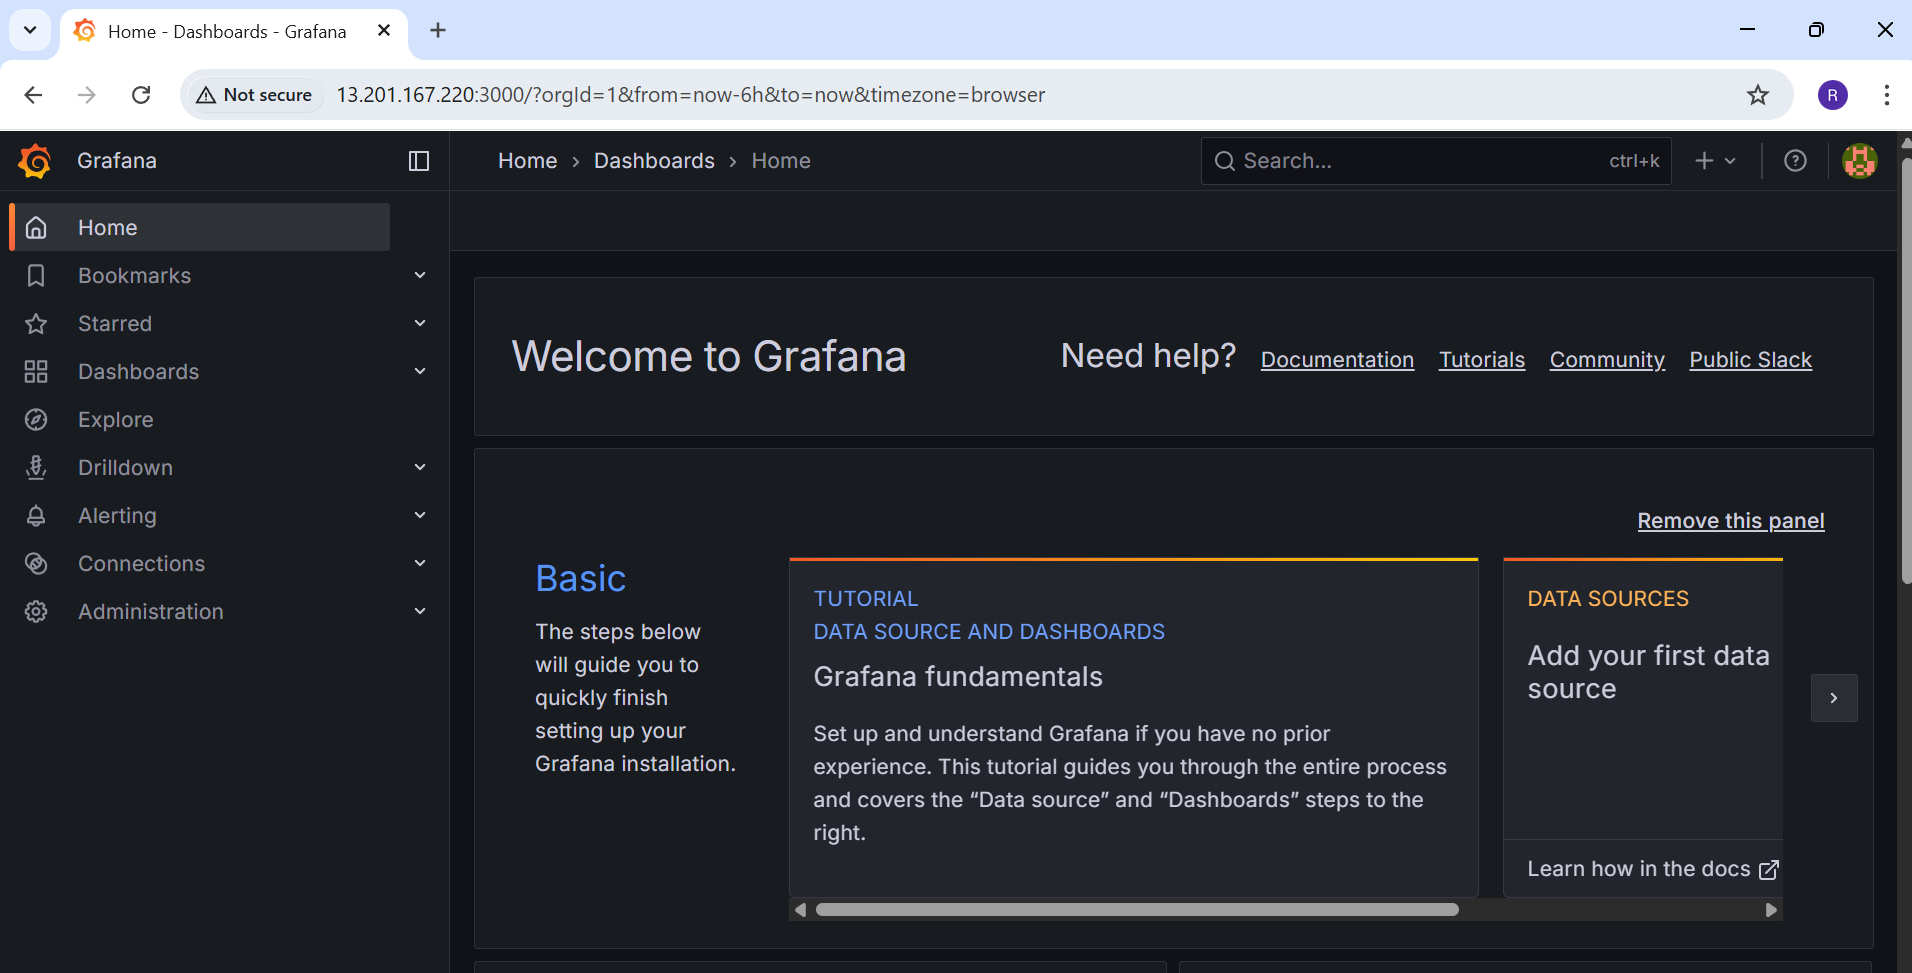 Home - Dashboards - Grafana
Not secure 13.201.167.220:3000/?orgId=1&from=now-6h&to=now&timezone=browser
R
Grafana
Home › Dashboards › Home
Search... ctrl+k
Home
Bookmarks
Starred
Dashboards
Explore
Drilldown
Alerting
Connections
Administration
Welcome to Grafana
Need help? Documentation Tutorials Community Public Slack
Remove this panel
Basic
The steps below
will guide you to
quickly finish
setting up your
Grafana installation.
TUTORIAL
DATA SOURCE AND DASHBOARDS
Grafana fundamentals
Set up and understand Grafana if you have no prior
experience. This tutorial guides you through the entire process
and covers the “Data source” and “Dashboards” steps to the
right.
DATA SOURCES
Add your first data
source
Learn how in the docs